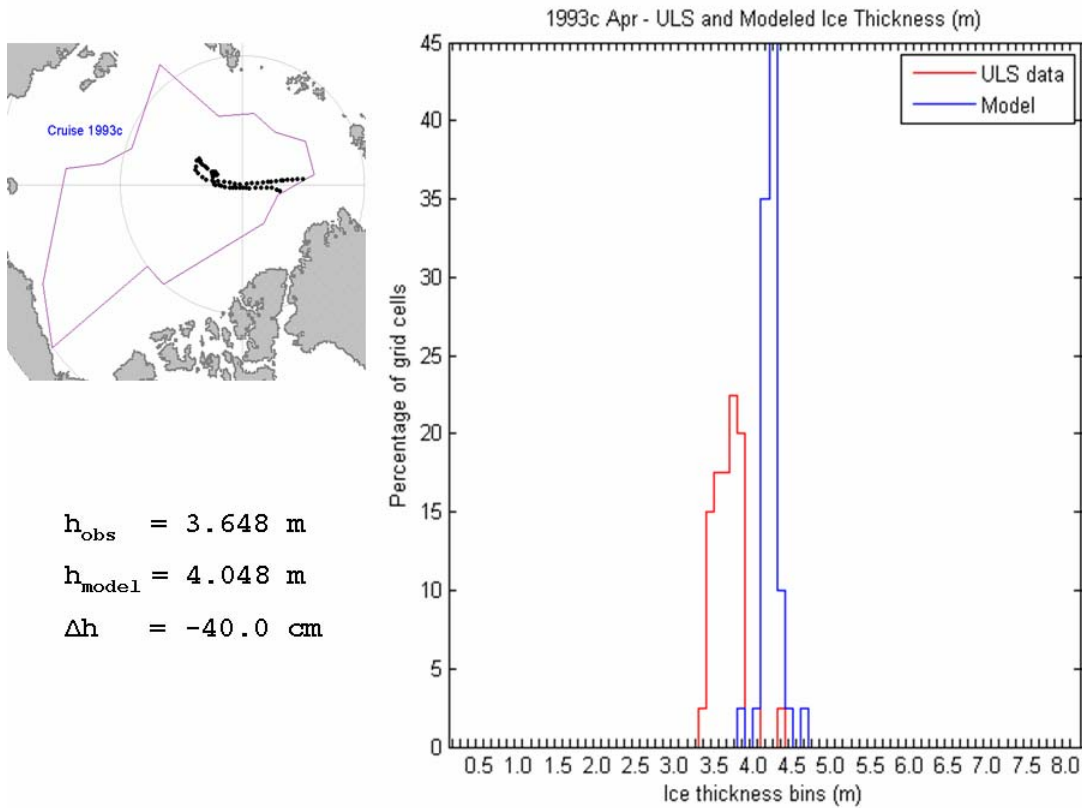 1993c Apr - ULS and Modeled Ice Thickness (m)
Cruise 1993c
h_obs = 3.648 m
h_model = 4.048 m
Δh = -40.0 cm
Percentage of grid cells
45
40
35
30
25
20
15
10
5
0
ULS data
Model
0.5 1.0 1.5 2.0 2.5 3.0 3.5 4.0 4.5 5.0 5.5 6.0 6.5 7.0 7.5 8.0
Ice thickness bins (m)